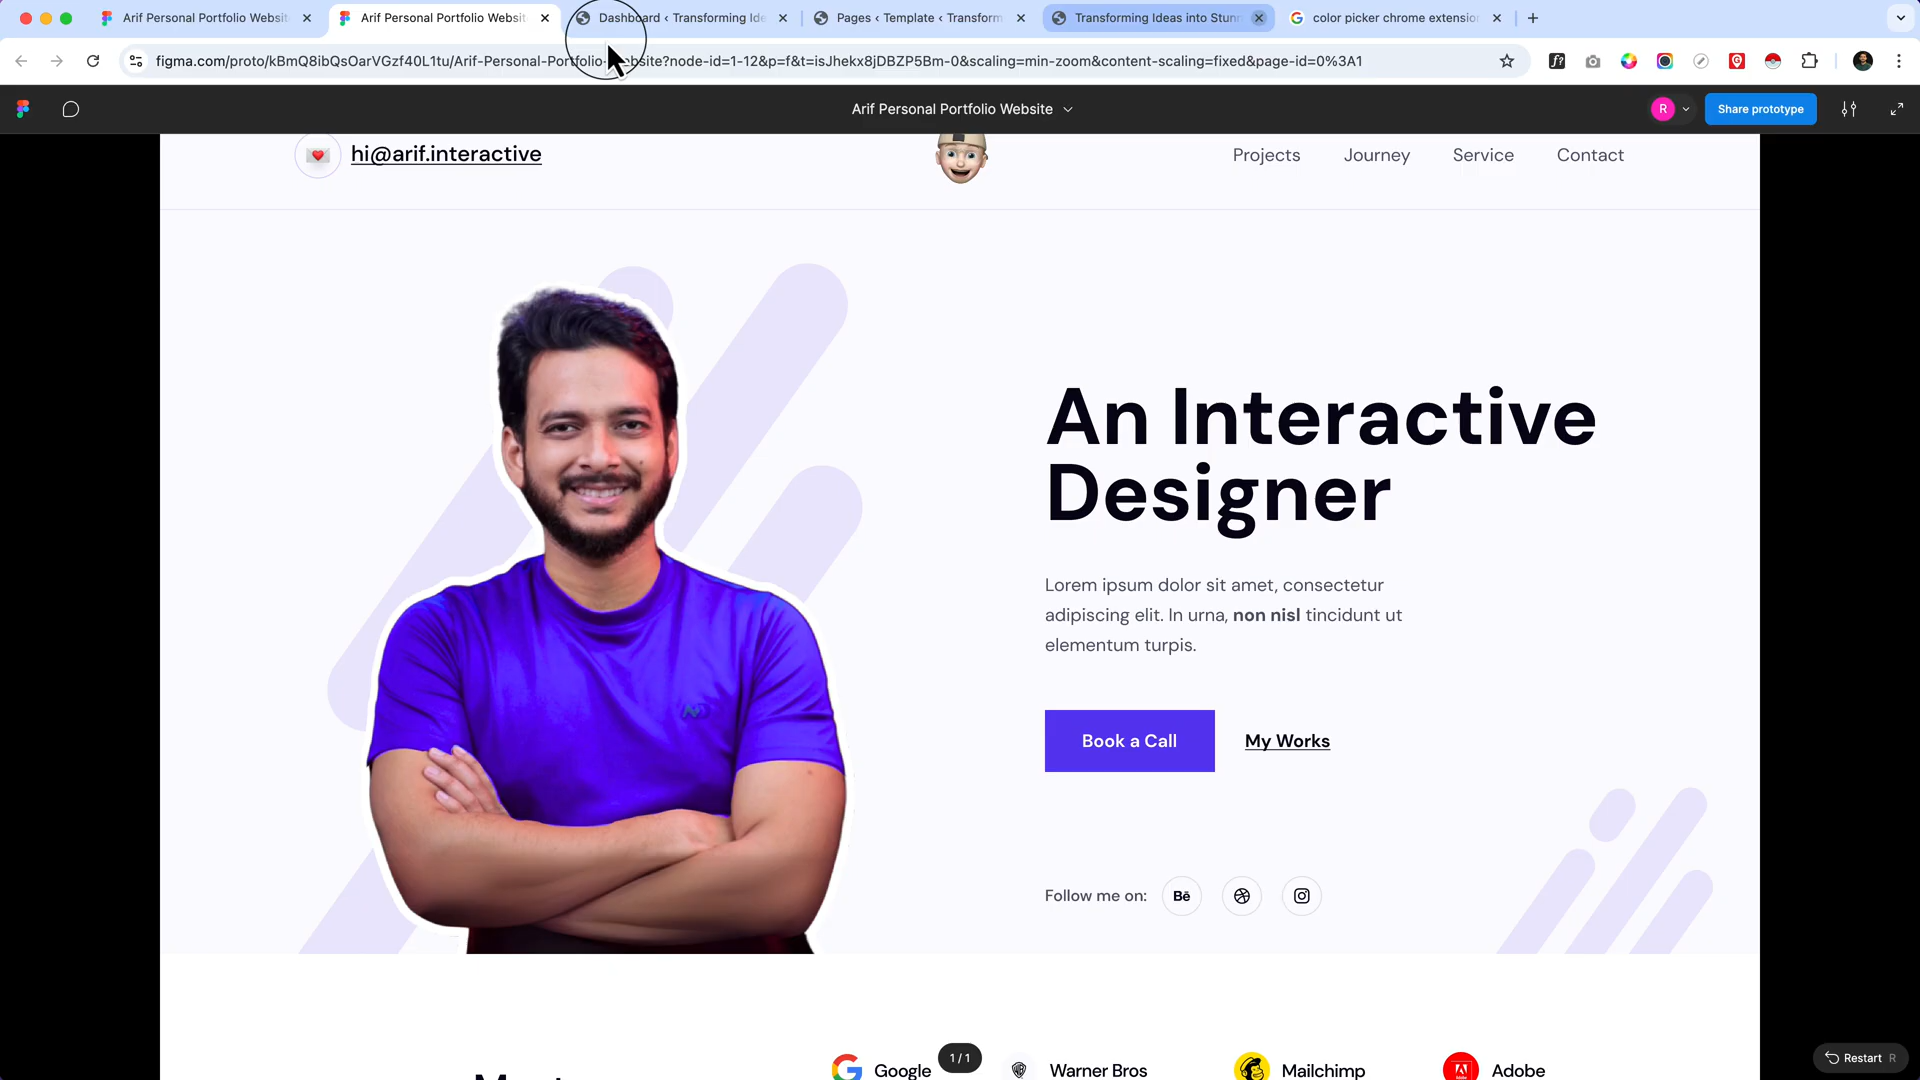 Arif Personal Portfolio Websit
Arif Personal Portfolio Websit
Dashboard ‹ Transforming Ide
Pages ‹ Template ‹ Transform
Transforming Ideas into Stunn
color picker chrome extension
figma.com/proto/kBmQ8ibQsOarVGzf40L1tu/Arif-Personal-Portfolio-Website?node-id=1-12&p=f&t=isJhekx8jDBZP5Bm-0&scaling=min-zoom&content-scaling=fixed&page-id=0%3A1
f?
Arif Personal Portfolio Website
R
Share prototype
hi@arif.interactive
Projects
Journey
Service
Contact
An Interactive
Designer
Lorem ipsum dolor sit amet, consectetur
adipiscing elit. In urna, non nisl tincidunt ut
elementum turpis.
Book a Call
My Works
Follow me on:
Bē
Google
1 / 1
Warner Bros
Mailchimp
Adobe
Restart R